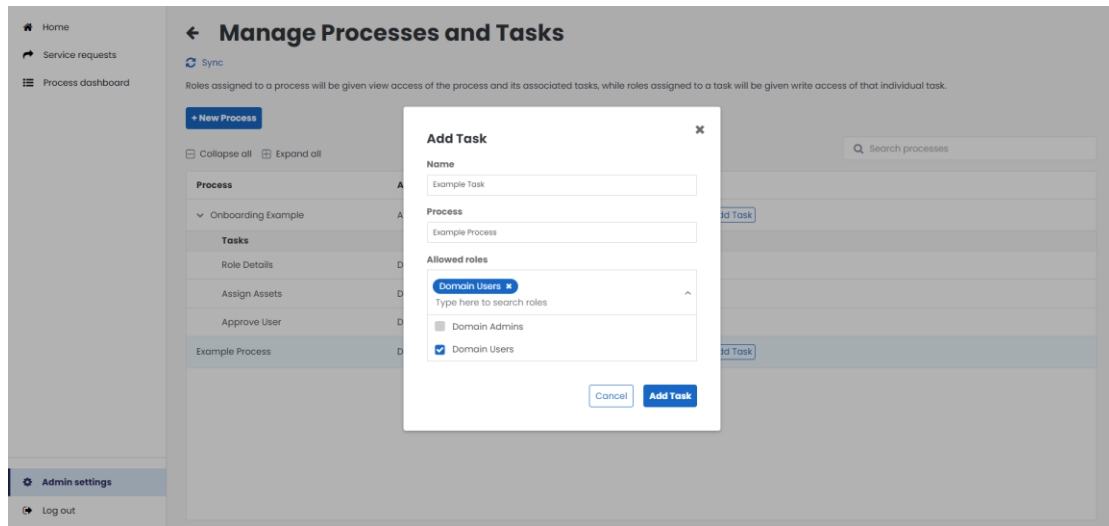 Home
Service requests
Process dashboard
Manage Processes and Tasks
Sync
Roles assigned to a process will be given view access of the process and its associated tasks, while roles assigned to a task will be given write access of that individual task.
+ New Process
Collapse all Expand all
Search processes
Process
Onboarding Example
Tasks
Role Details
Assign Assets
Approve User
Example Process
Add Task
Name
Example Task
Process
Example Process
Allowed roles
Domain Users
Type here to search roles
Domain Admins
Domain Users
Cancel Add Task
Admin settings
Log out